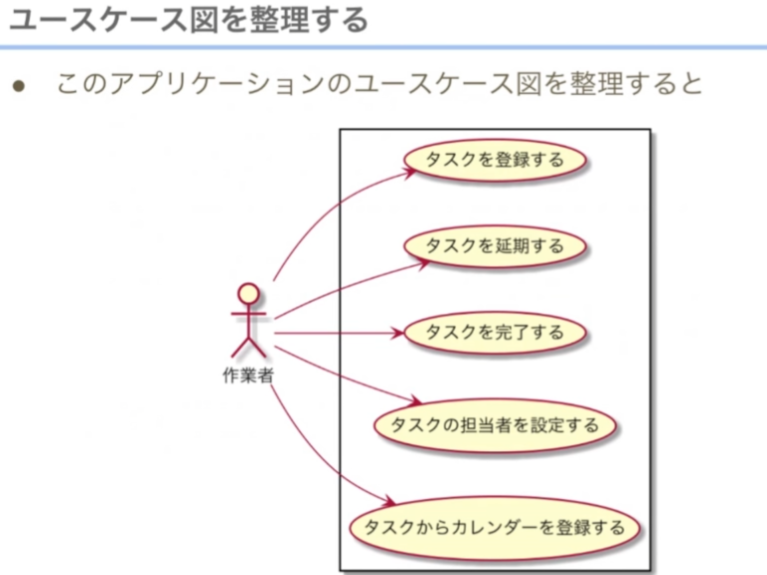 ユースケース図を整理する
● このアプリケーションのユースケース図を整理すると
タスクを登録する
タスクを延期する
タスクを完了する
作業者
タスクの担当者を設定する
タスクからカレンダーを登録する